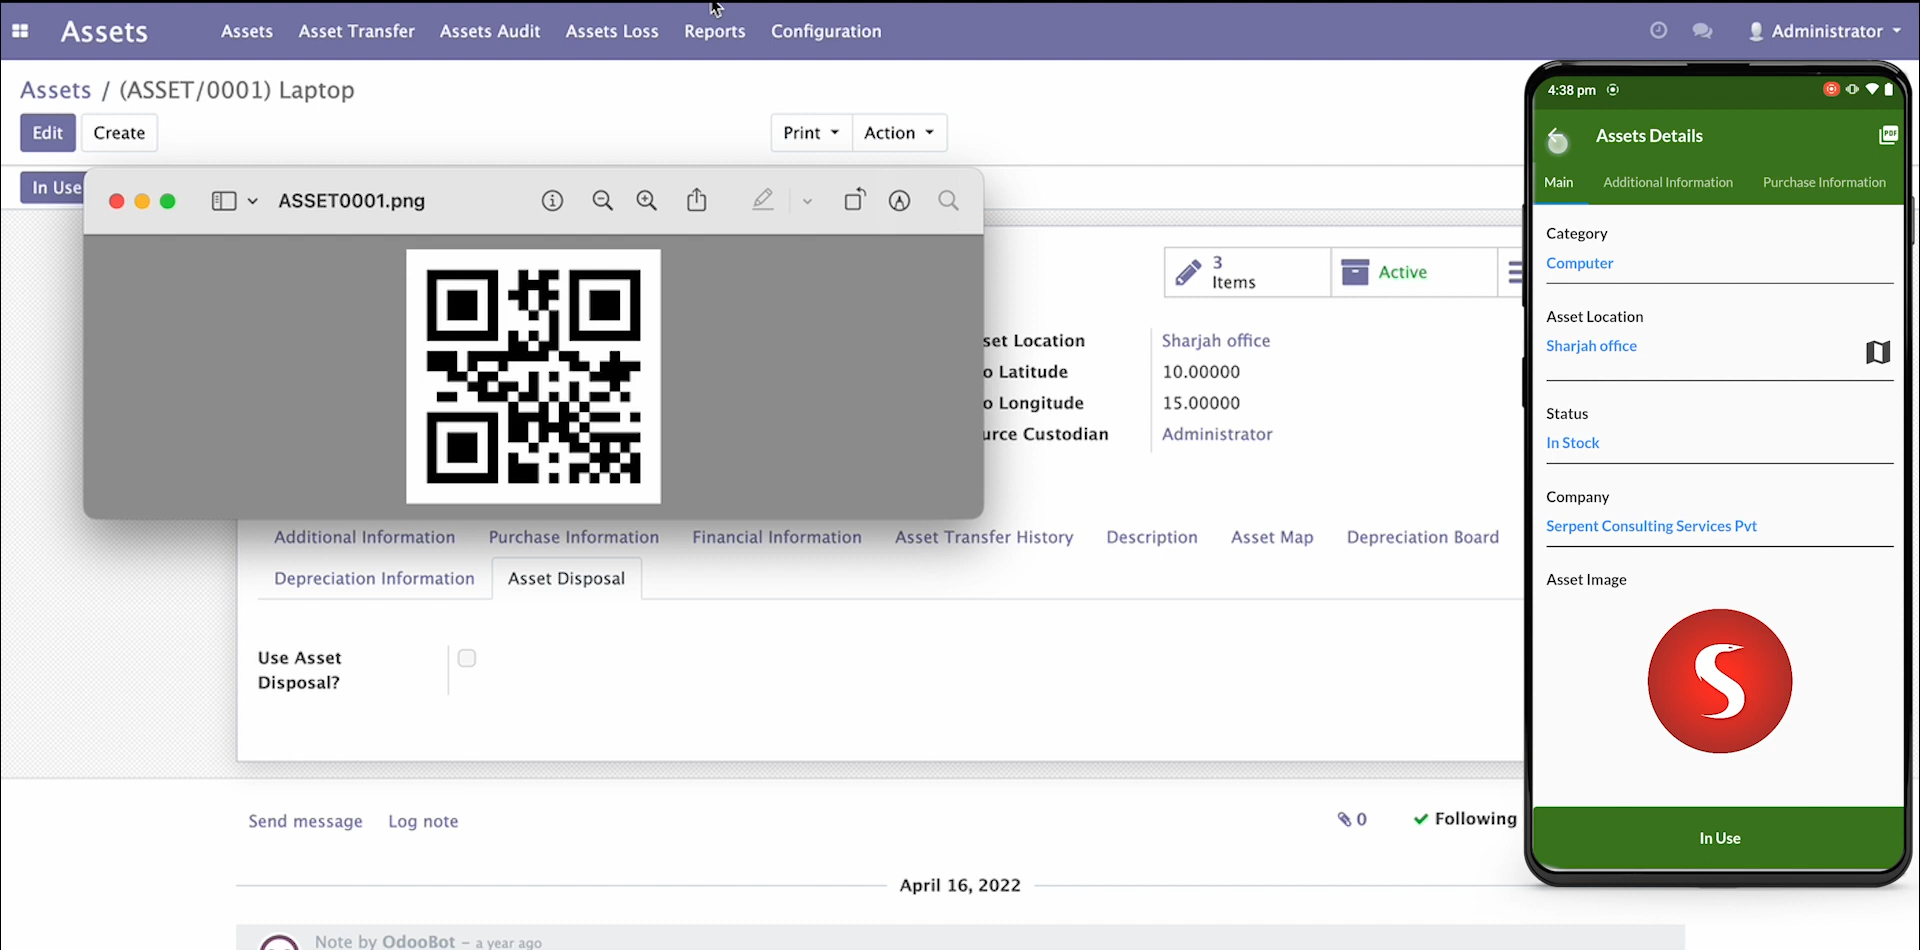 Assets
Assets
Asset Transfer
Assets Audit
Assets Loss
Reports
Configuration
Administrator
Assets / (ASSET/0001) Laptop
Edit
Create
Print
Action
In Use
ASSET0001.png
3
Items
Active
set Location
Sharjah office
o Latitude
10.00000
o Longitude
15.00000
urce Custodian
Administrator
Additional Information
Purchase Information
Financial Information
Asset Transfer History
Description
Asset Map
Depreciation Board
Depreciation Information
Asset Disposal
Use Asset
Disposal?
Send message
Log note
0
Following
April 16, 2022
Note by OdooBot – a year ago
4:38 pm
Assets Details
PDF
Main
Additional Information
Purchase Information
Category
Computer
Asset Location
Sharjah office
Status
In Stock
Company
Serpent Consulting Services Pvt
Asset Image
In Use